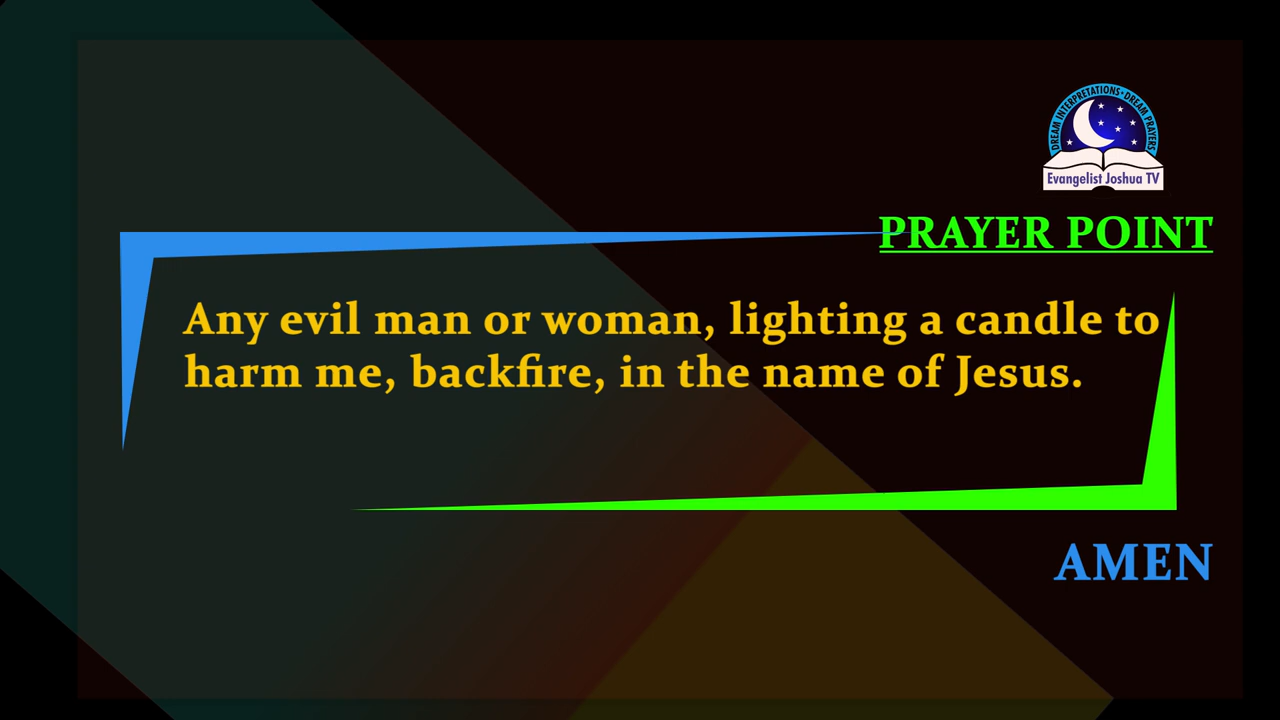 DREAM INTERPRETATIONS • DREAM PRAYERS
Evangelist Joshua TV
PRAYER POINT
Any evil man or woman, lighting a candle to
harm me, backfire, in the name of Jesus.
AMEN